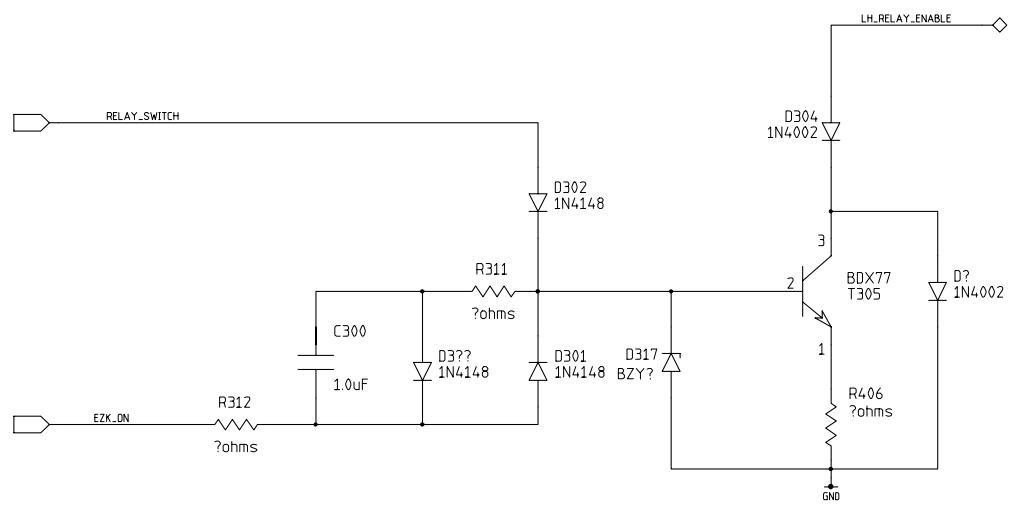 LH_RELAY_ENABLE
RELAY_SWITCH
D304
1N4002
D302
1N4148
3
R311
?ohms
2
BDX77
T305
D?
1N4002
C300
1.0uF
D3??
1N4148
D301
1N4148
D317
BZY?
1
EZK_ON
R312
?ohms
R406
?ohms
GND